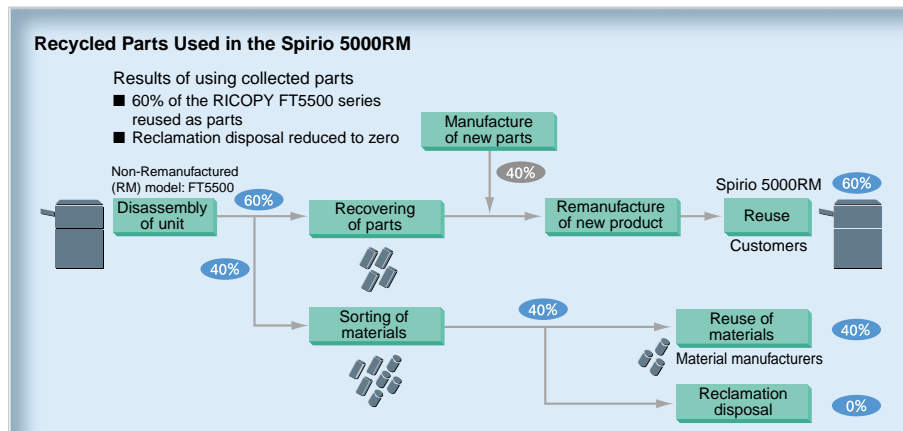 Recycled Parts Used in the Spirio 5000RM
Results of using collected parts
■ 60% of the RICOPY FT5500 series
reused as parts
■ Reclamation disposal reduced to zero
Manufacture
of new parts
40%
Non-Remanufactured
(RM) model: FT5500
60%
Spirio 5000RM
60%
Disassembly
of unit
Recovering
of parts
Remanufacture
of new product
Reuse
Customers
40%
Sorting of
materials
40%
Reuse of
materials
40%
Material manufacturers
Reclamation
disposal
0%